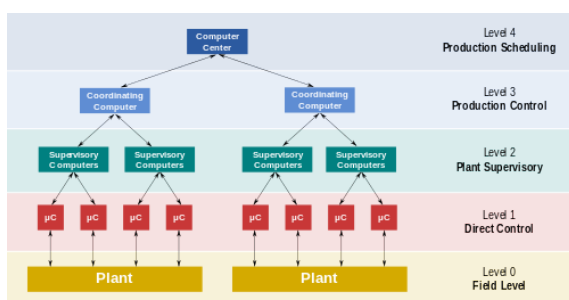 Computer
Center
Level 4
Production Scheduling
Coordinating
Computer
Coordinating
Computer
Level 3
Production Control
Supervisory
Computers
Supervisory
Computers
Supervisory
Computers
Supervisory
Computers
Level 2
Plant Supervisory
µC
µC
µC
µC
µC
µC
µC
µC
Level 1
Direct Control
Plant
Plant
Level 0
Field Level